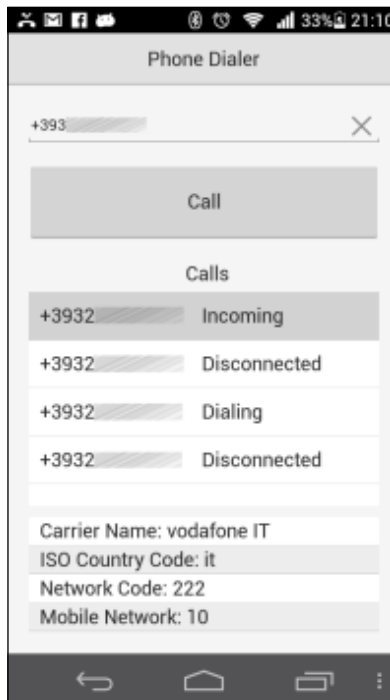 33% 21:10
Phone Dialer
+393
Call
Calls
+3932 Incoming
+3932 Disconnected
+3932 Dialing
+3932 Disconnected
Carrier Name: vodafone IT
ISO Country Code: it
Network Code: 222
Mobile Network: 10